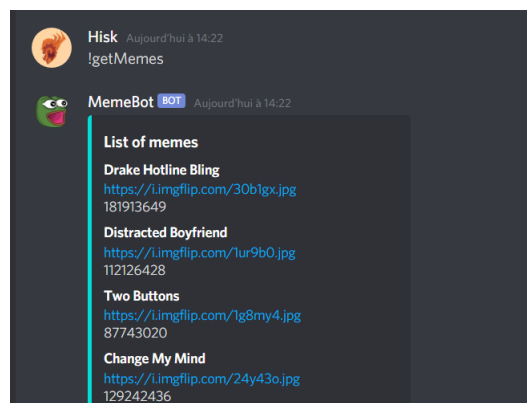 Hisk Aujourd'hui à 14:22
!getMemes
MemeBot BOT Aujourd'hui à 14:22
List of memes
Drake Hotline Bling
https://i.imgflip.com/30b1gx.jpg
181913649
Distracted Boyfriend
https://i.imgflip.com/1ur9b0.jpg
112126428
Two Buttons
https://i.imgflip.com/1g8my4.jpg
87743020
Change My Mind
https://i.imgflip.com/24y43o.jpg
129242436